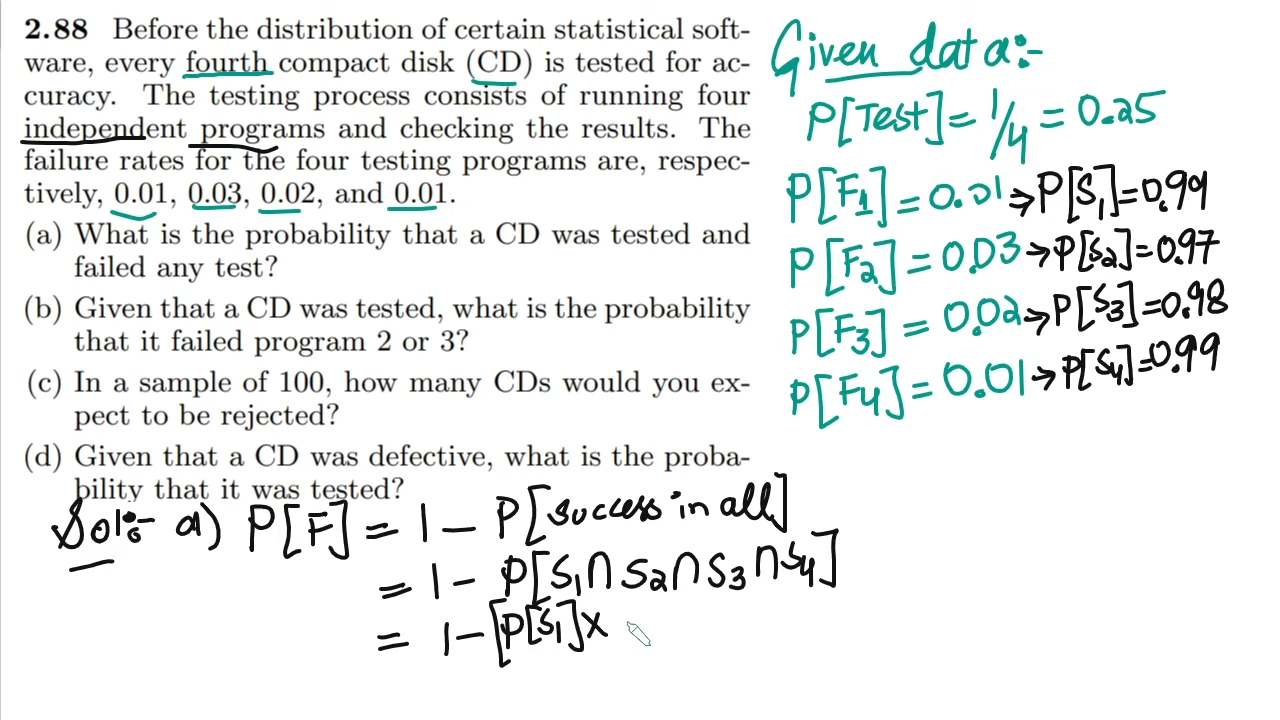 2.88 Before the distribution of certain statistical soft-
ware, every fourth compact disk (CD) is tested for ac-
curacy. The testing process consists of running four
independent programs and checking the results. The
failure rates for the four testing programs are, respec-
tively, 0.01, 0.03, 0.02, and 0.01.
(a) What is the probability that a CD was tested and
failed any test?
(b) Given that a CD was tested, what is the probability
that it failed program 2 or 3?
(c) In a sample of 100, how many CDs would you ex-
pect to be rejected?
(d) Given that a CD was defective, what is the proba-
bility that it was tested?
Given data:-
P[Test] = 1/4 = 0.25
P[F1] = 0.01 → P[S1] = 0.99
P[F2] = 0.03 → P[S2] = 0.97
P[F3] = 0.02 → P[S3] = 0.98
P[F4] = 0.01 → P[S4] = 0.99
Sol:- a) P[F] = 1 - P[success in all]
= 1 - P[S1 ∩ S2 ∩ S3 ∩ S4]
= 1 - [P[S1] x